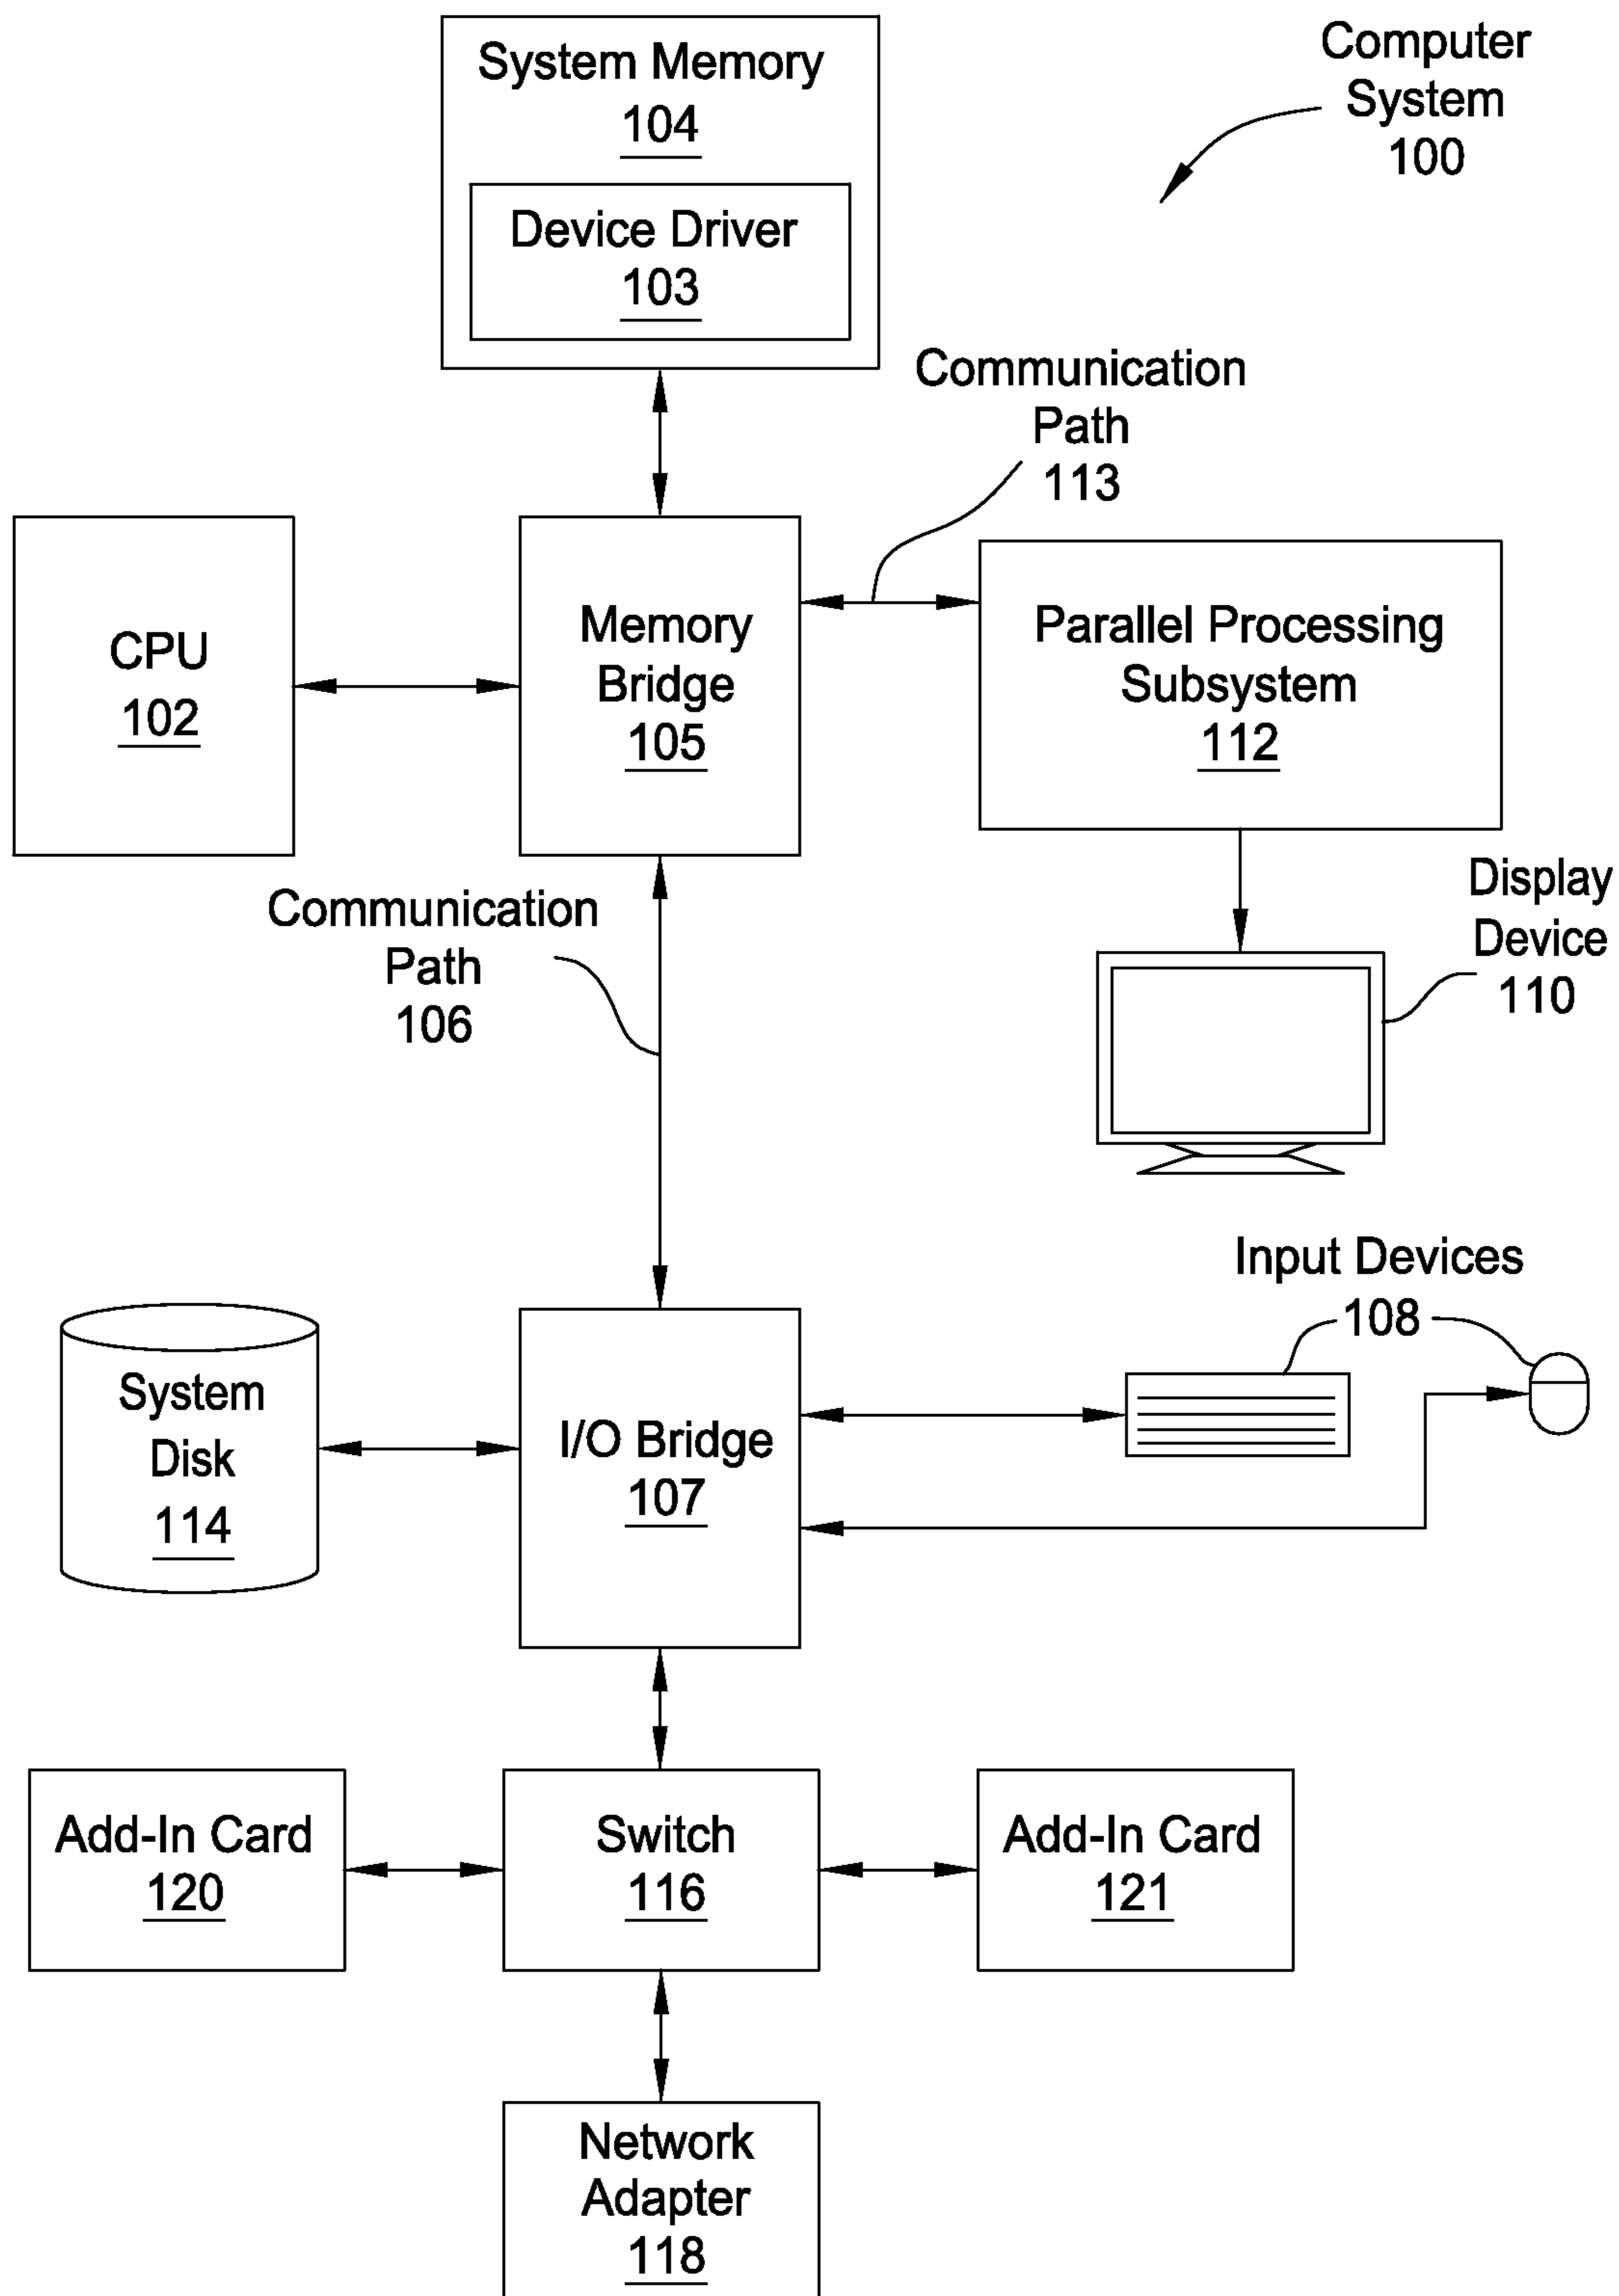 System Memory
104
Device Driver
103
Computer
System
100
Communication
Path
113
CPU
102
Memory
Bridge
105
Parallel Processing
Subsystem
112
Communication
Path
106
Display
Device
110
Input Devices
108
System
Disk
114
I/O Bridge
107
Add-In Card
120
Switch
116
Add-In Card
121
Network
Adapter
118